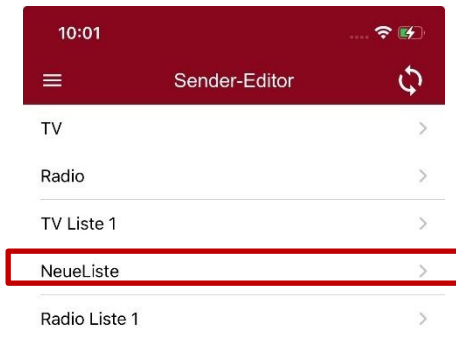 10:01
Sender-Editor
TV
Radio
TV Liste 1
NeueListe
Radio Liste 1